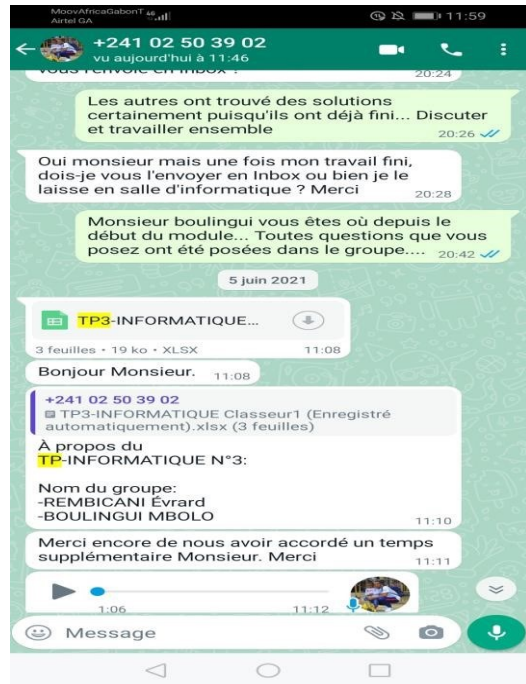 MoovAfricaGabonT 4G
Airtel GA
11:59
+241 02 50 39 02
vu aujourd'hui à 11:46
vous l'envoie en Inbox ?
20:24
Les autres ont trouvé des solutions
certainement puisqu'ils ont déjà fini... Discuter
et travailler ensemble
20:26
Oui monsieur mais une fois mon travail fini,
dois-je vous l'envoyer en Inbox ou bien je le
laisse en salle d'informatique ? Merci
20:28
Monsieur boulingui vous êtes où depuis le
début du module... Toutes questions que vous
posez ont été posées dans le groupe....
20:42
5 juin 2021
TP3-INFORMATIQUE...
3 feuilles • 19 ko • XLSX
11:08
Bonjour Monsieur.
11:08
+241 02 50 39 02
TP3-INFORMATIQUE Classeur1 (Enregistré
automatiquement).xlsx (3 feuilles)
À propos du
TP-INFORMATIQUE N°3:
Nom du groupe:
-REMBICANI Évrard
-BOULINGUI MBOLO
11:10
Merci encore de nous avoir accordé un temps
supplémentaire Monsieur. Merci
11:11
1:06
11:12
Message